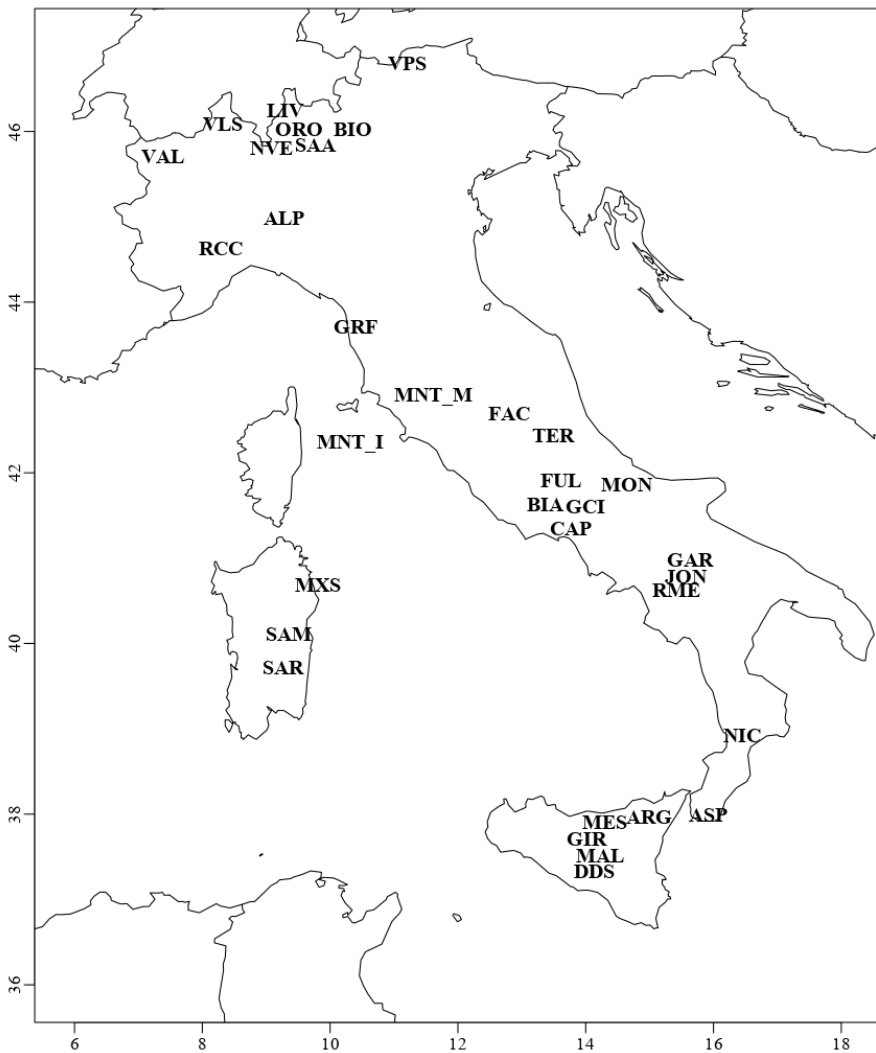 VPS
LIV
VLS
ORO BIO
46
NVE SAA
VAL
ALP
RCC
44
GRF
MNT_M
FAC
TER
MNT_I
42
FUL
MON
BIA GCI
CAP
GAR
JON
MXS
RME
40
SAM
SAR
NIC
38
ARG ASP
MES
GIR
MAL
DDS
36
6 8 10 12 14 16 18